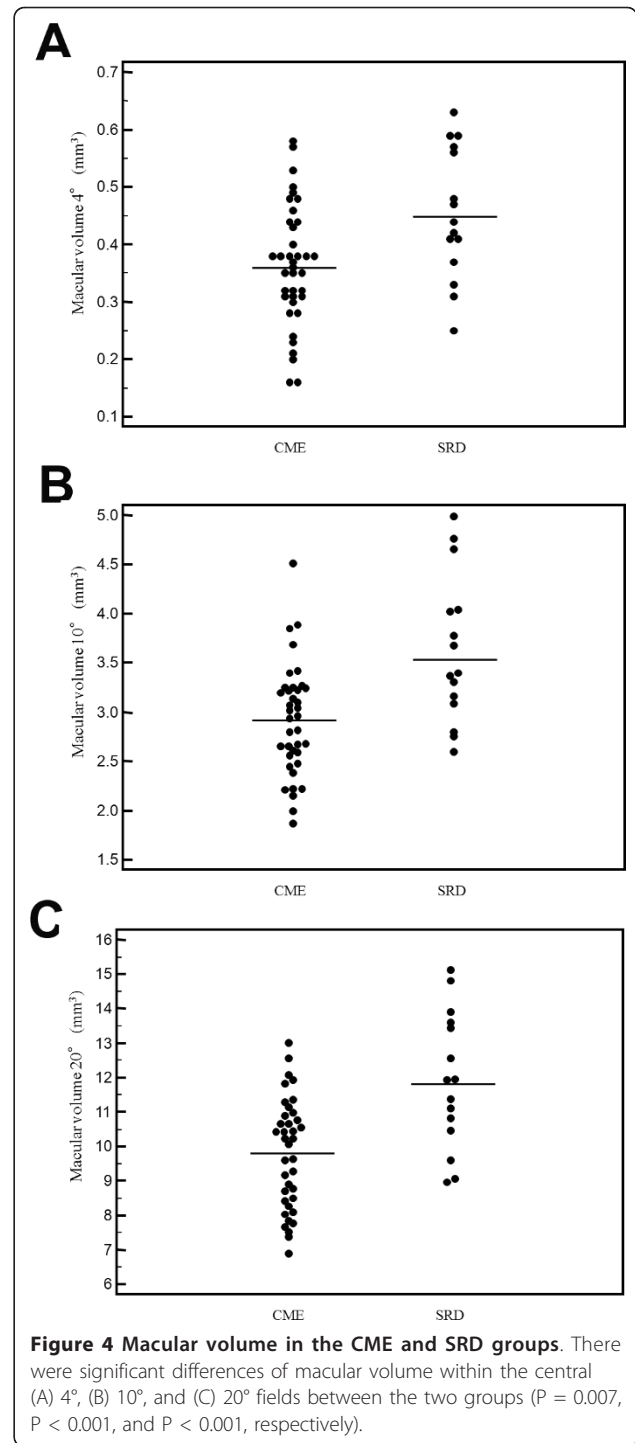 A
Macular volume 4° (mm³)
0.7
0.6
0.5
0.4
0.3
0.2
0.1
CME SRD
B
Macular volume 10° (mm³)
5.0
4.5
4.0
3.5
3.0
2.5
2.0
1.5
CME SRD
C
Macular volume 20° (mm³)
16
15
14
13
12
11
10
9
8
7
6
CME SRD
Figure 4 Macular volume in the CME and SRD groups. There
were significant differences of macular volume within the central
(A) 4°, (B) 10°, and (C) 20° fields between the two groups (P = 0.007,
P < 0.001, and P < 0.001, respectively).